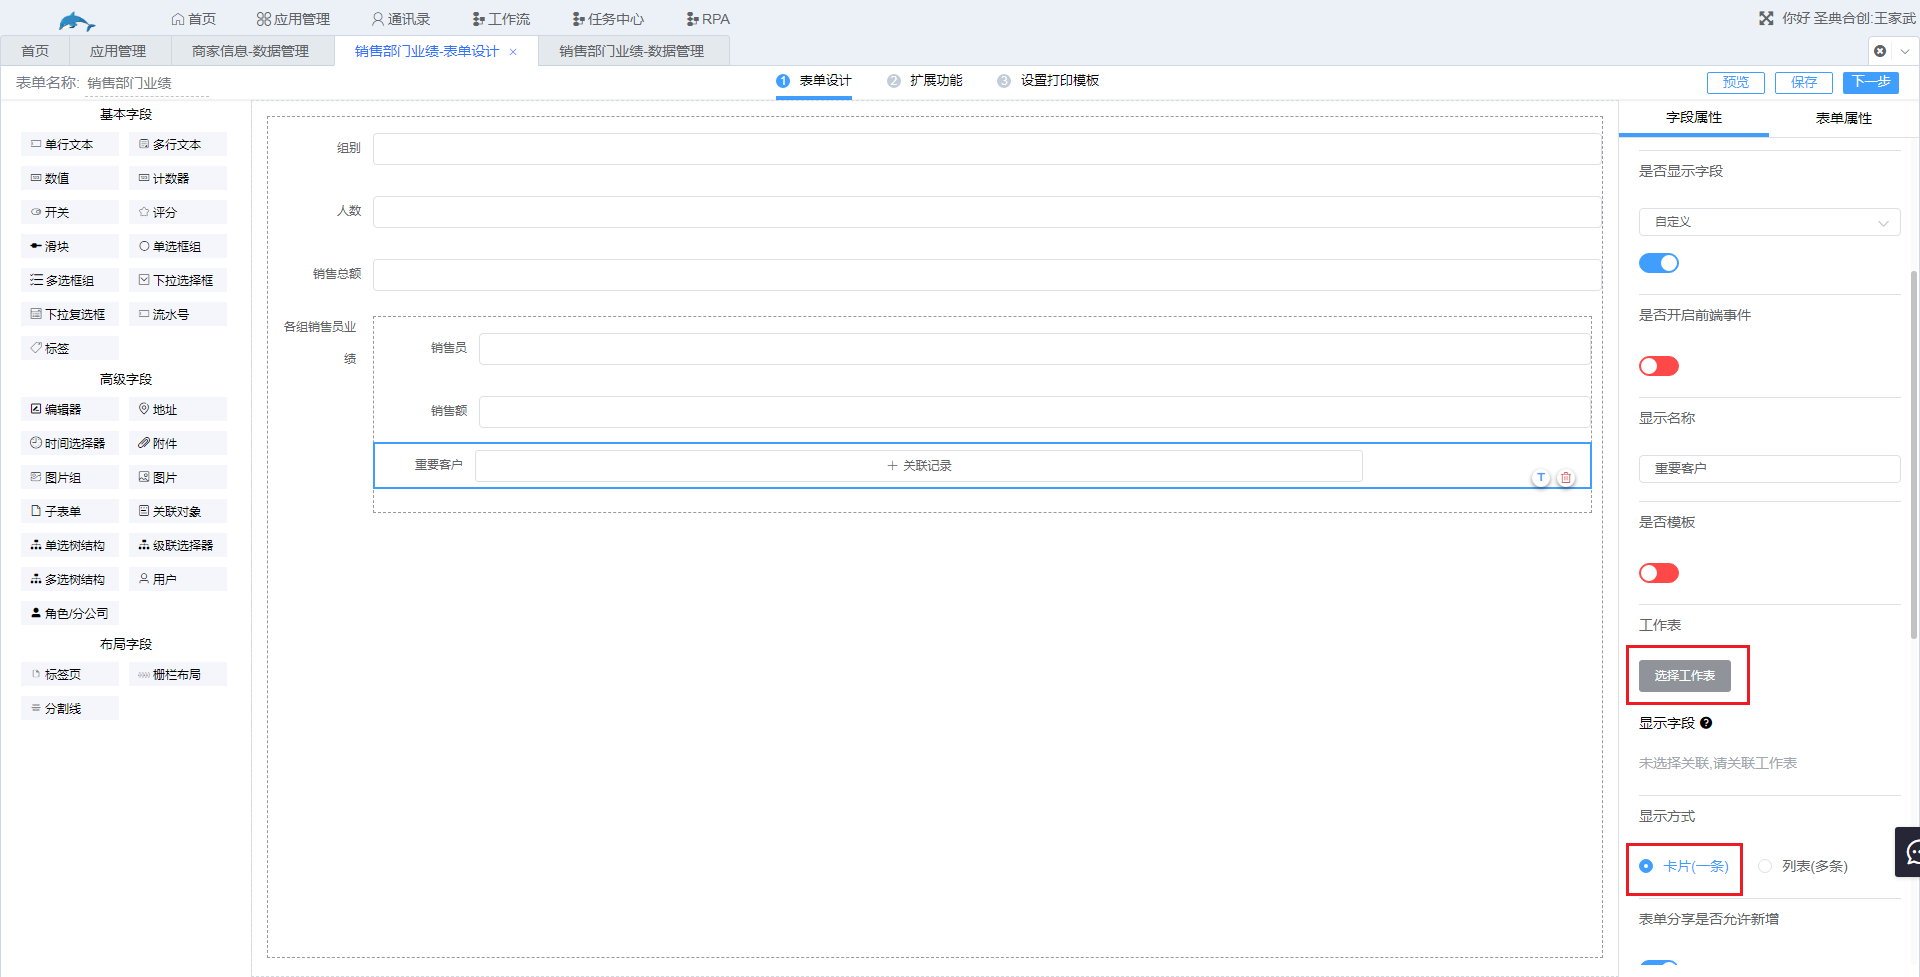 首页 应用管理 通讯录 工作流 任务中心 RPA 你好 圣典合创:王家武
首页 应用管理 商家信息-数据管理 销售部门业绩-表单设计 × 销售部门业绩-数据管理
表单名称: 销售部门业绩 1 表单设计 2 扩展功能 3 设置打印模板 预览 保存 下一步
基本字段
单行文本 多行文本
数值 计数器
开关 评分
滑块 单选框组
多选框组 下拉选择框
下拉复选框 流水号
标签
高级字段
编辑器 地址
时间选择器 附件
图片组 图片
子表单 关联对象
单选树结构 级联选择器
多选树结构 用户
角色/分公司
布局字段
标签页 栅栏布局
分割线
组别
人数
销售总额
各组销售员业
绩
销售员
销售额
重要客户 + 关联记录 T
字段属性 表单属性
是否显示字段
自定义
是否开启前端事件
显示名称
重要客户
是否模板
工作表
选择工作表
显示字段 ?
未选择关联,请关联工作表
显示方式
卡片(一条) 列表(多条)
表单分享是否允许新增